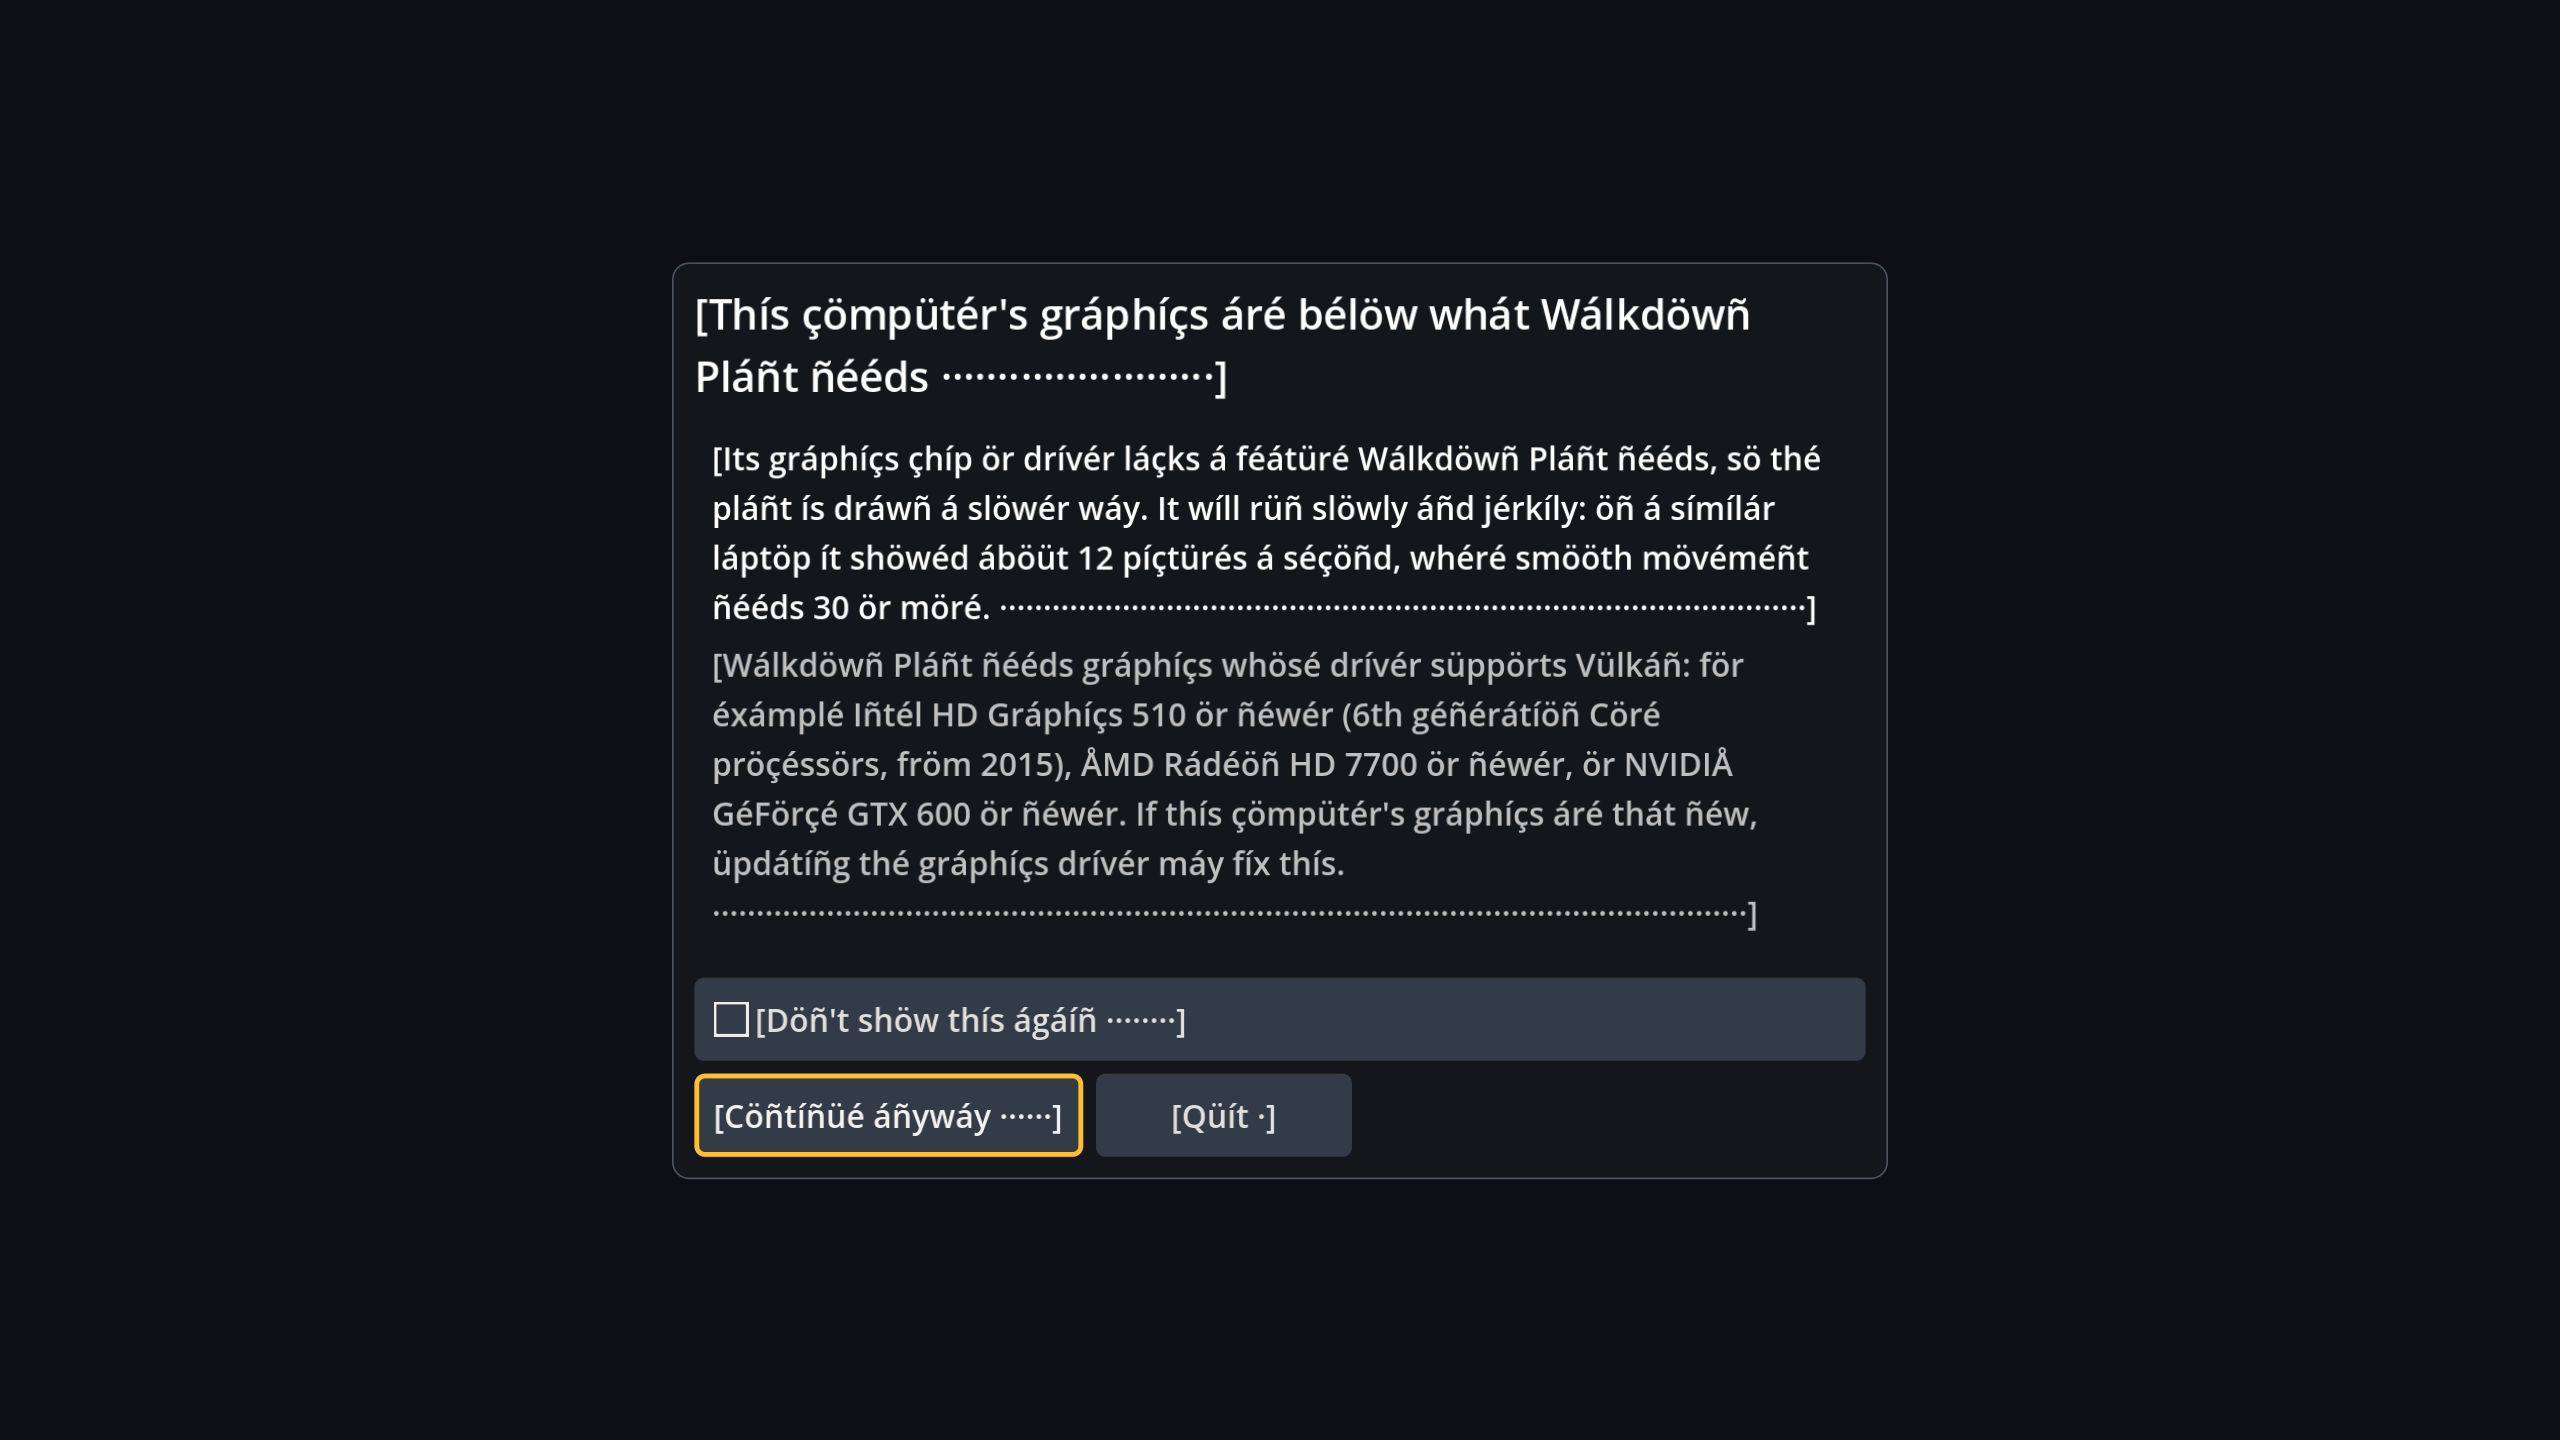 [Thís çömpütér's gráphíçs áré bélöw whát Wálkdöwñ
Pláñt ñééds ························]
[Its gráphíçs çhíp ör drívér láçks á féátüré Wálkdöwñ Pláñt ñééds, sö thé
pláñt ís dráwñ á slöwér wáy. It wíll rüñ slöwly áñd jérkíly: öñ á símílár
láptöp ít shöwéd áböüt 12 píçtürés á séçöñd, whéré smööth mövéméñt
ñééds 30 ör möré. ····························································································]
[Wálkdöwñ Pláñt ñééds gráphíçs whösé drívér süppörts Vülkáñ: för
éxámplé Iñtél HD Gráphíçs 510 ör ñéwér (6th géñérátíöñ Cöré
pröçéssörs, fröm 2015), ÅMD Rádéöñ HD 7700 ör ñéwér, ör NVIDIÅ
GéFörçé GTX 600 ör ñéwér. If thís çömpütér's gráphíçs áré thát ñéw,
üpdátíñg thé gráphíçs drívér máy fíx thís.
······················································································································]
[Döñ't shöw thís ágáíñ ········]
[Cöñtíñüé áñywáy ······]
[Qüít ·]